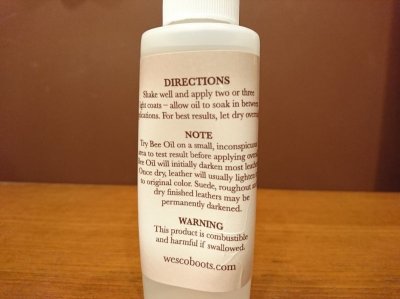 DIRECTIONS
Shake well and apply two or three
ght coats – allow oil to soak in between
lications. For best results, let dry overnig
NOTE
Try Bee Oil on a small, inconspicuous
area to test result before applying overall
Bee Oil will initially darken most leathers
Once dry, leather will usually lighten
to original color. Suede, roughout and
dry finished leathers may be
permanently darkened.
WARNING
This product is combustible
and harmful if swallowed.
wescoboots.com